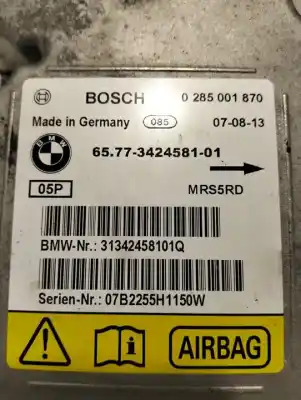 BOSCH 0 285 001 870
Made in Germany 085 07-08-13
BMW 65.77-3424581-01
05P MRS5RD
BMW-Nr.: 31342458101Q
Serien-Nr.: 07B2255H1150W
! i AIRBAG